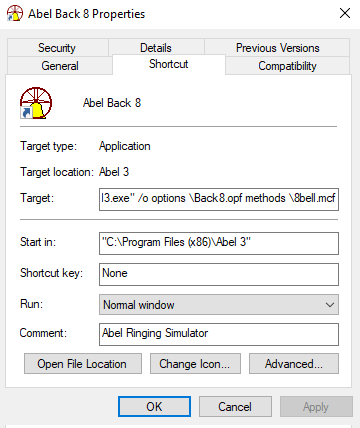 Abel Back 8 Properties
Security Details Previous Versions
General Shortcut Compatibility
Abel Back 8
Target type: Application
Target location: Abel 3
Target: l3.exe" /o options \Back8.opf methods \8bell.mcf
Start in: "C:\Program Files (x86)\Abel 3"
Shortcut key: None
Run: Normal window
Comment: Abel Ringing Simulator
Open File Location Change Icon... Advanced...
OK Cancel Apply